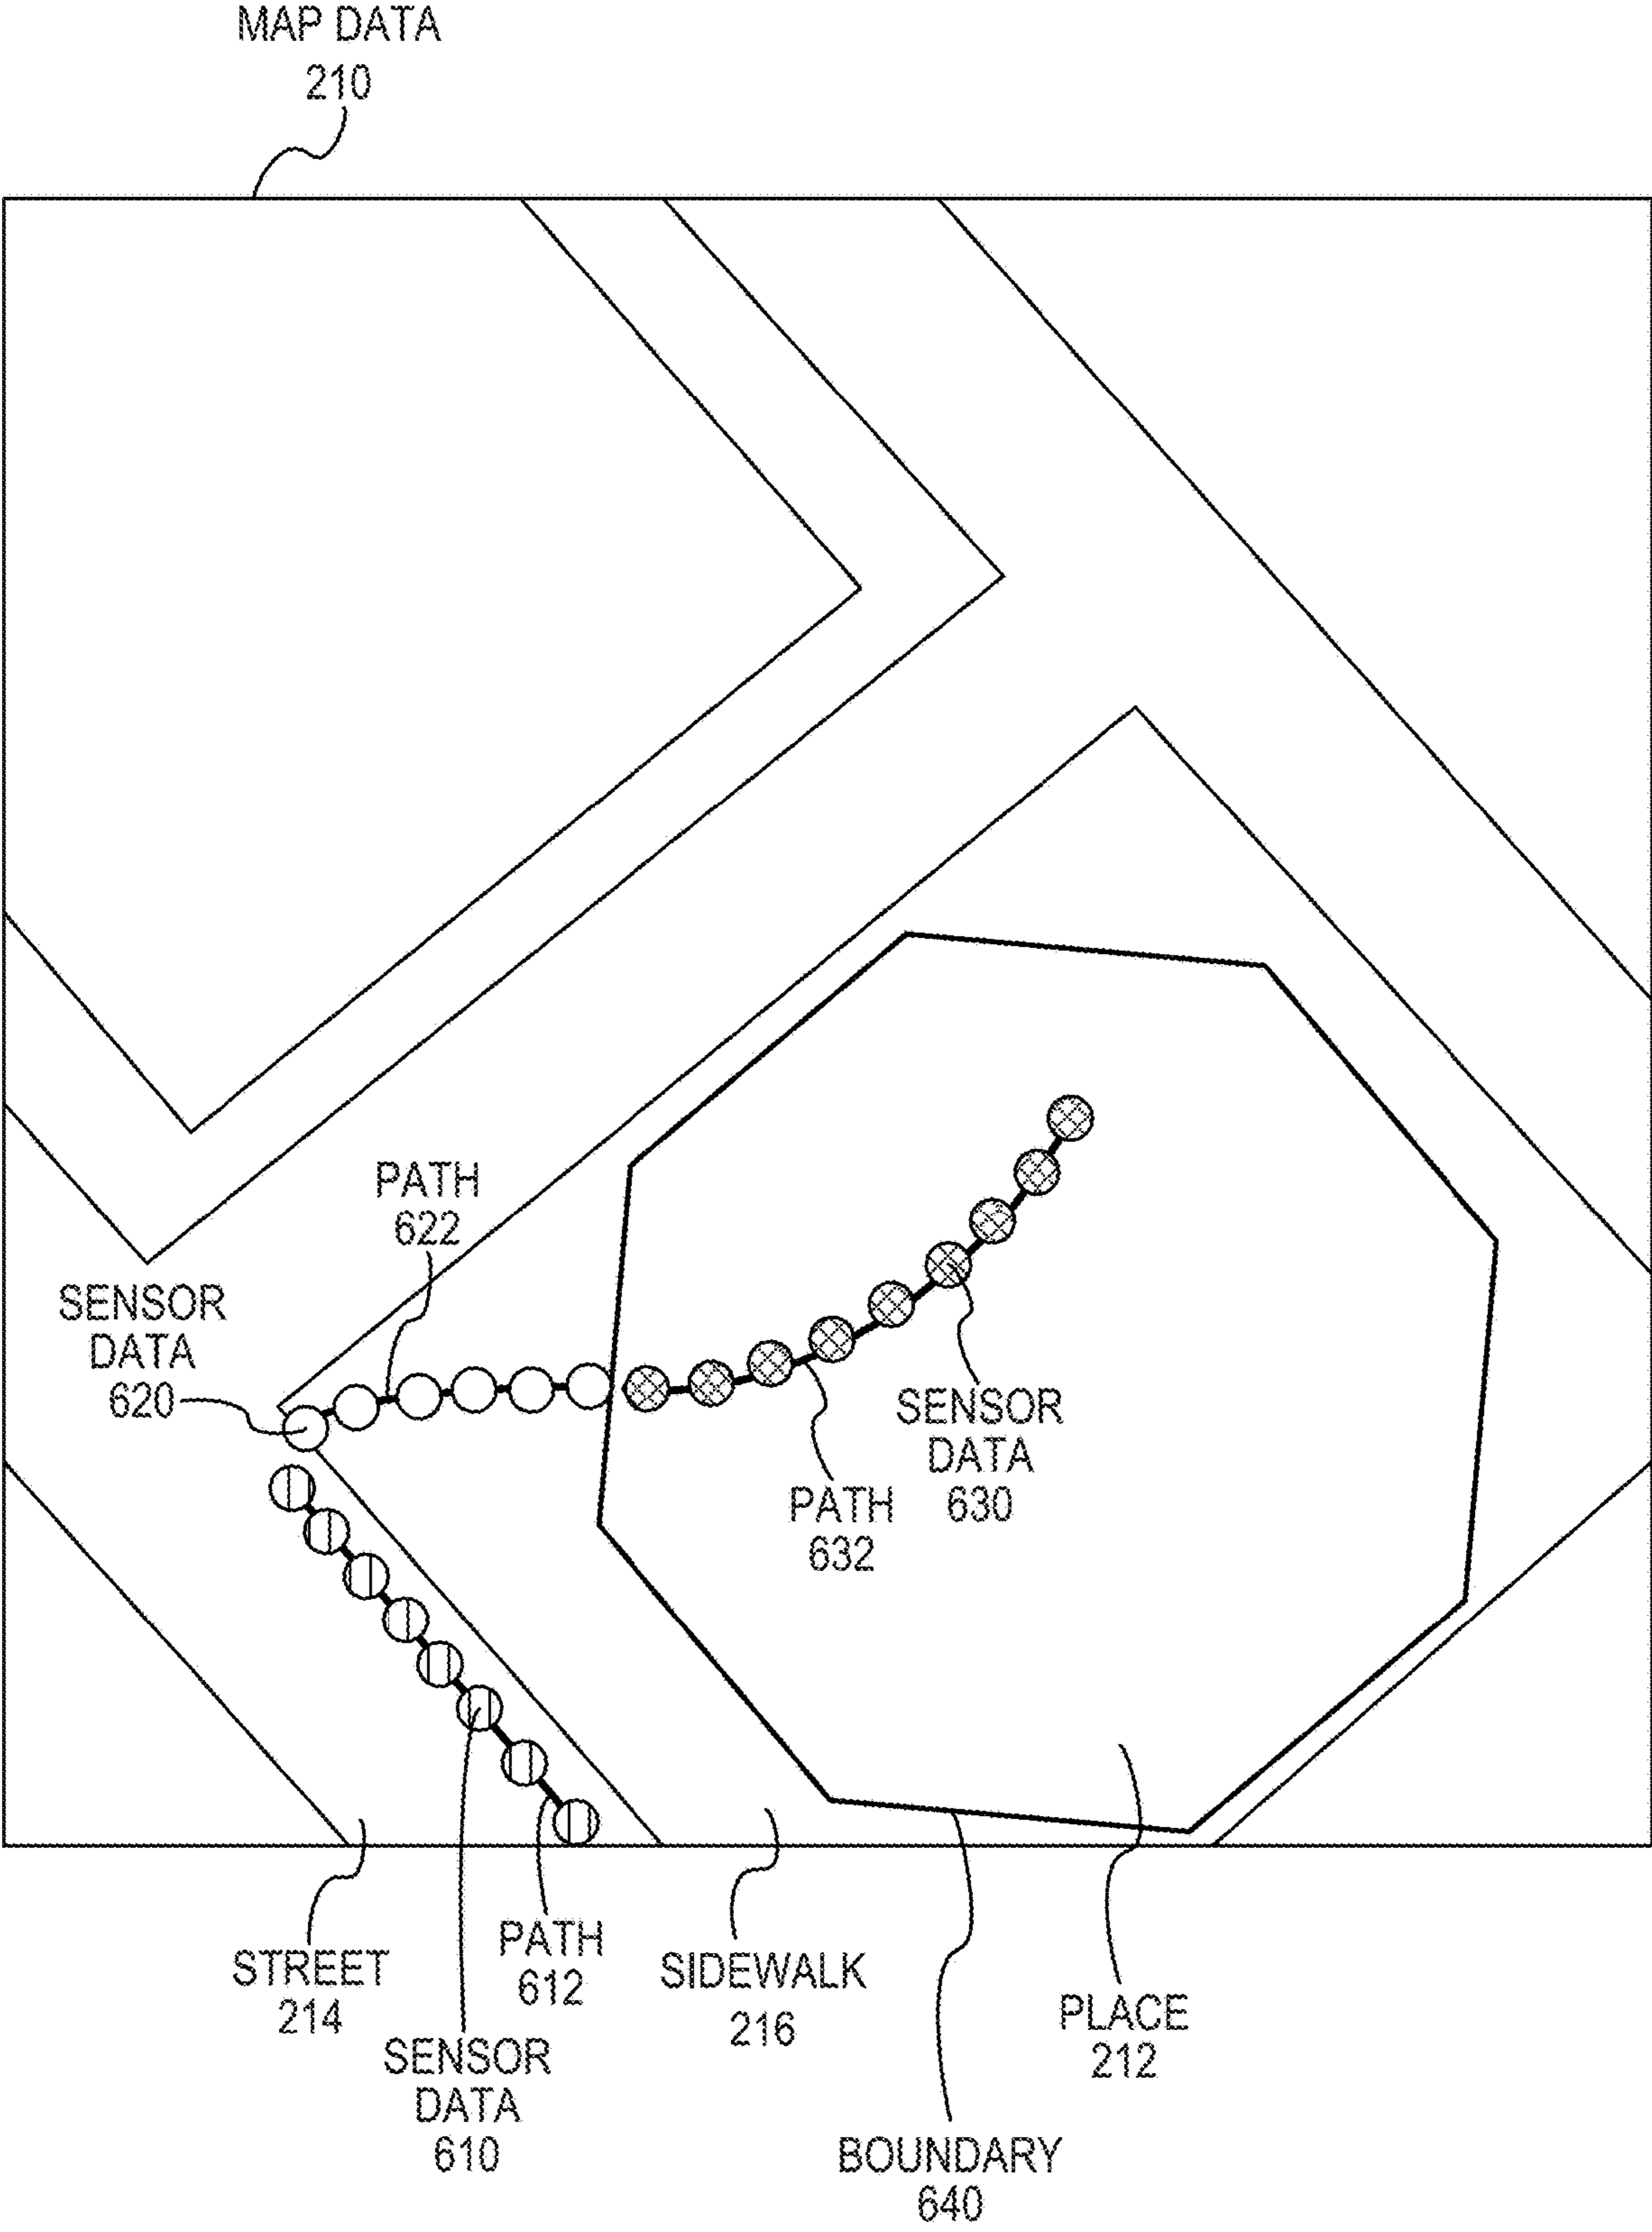 MAP DATA
210
PATH
622
SENSOR
DATA
620
SENSOR
DATA
630
PATH
632
STREET
214
PATH
612
SENSOR
DATA
610
SIDEWALK
216
PLACE
212
BOUNDARY
640